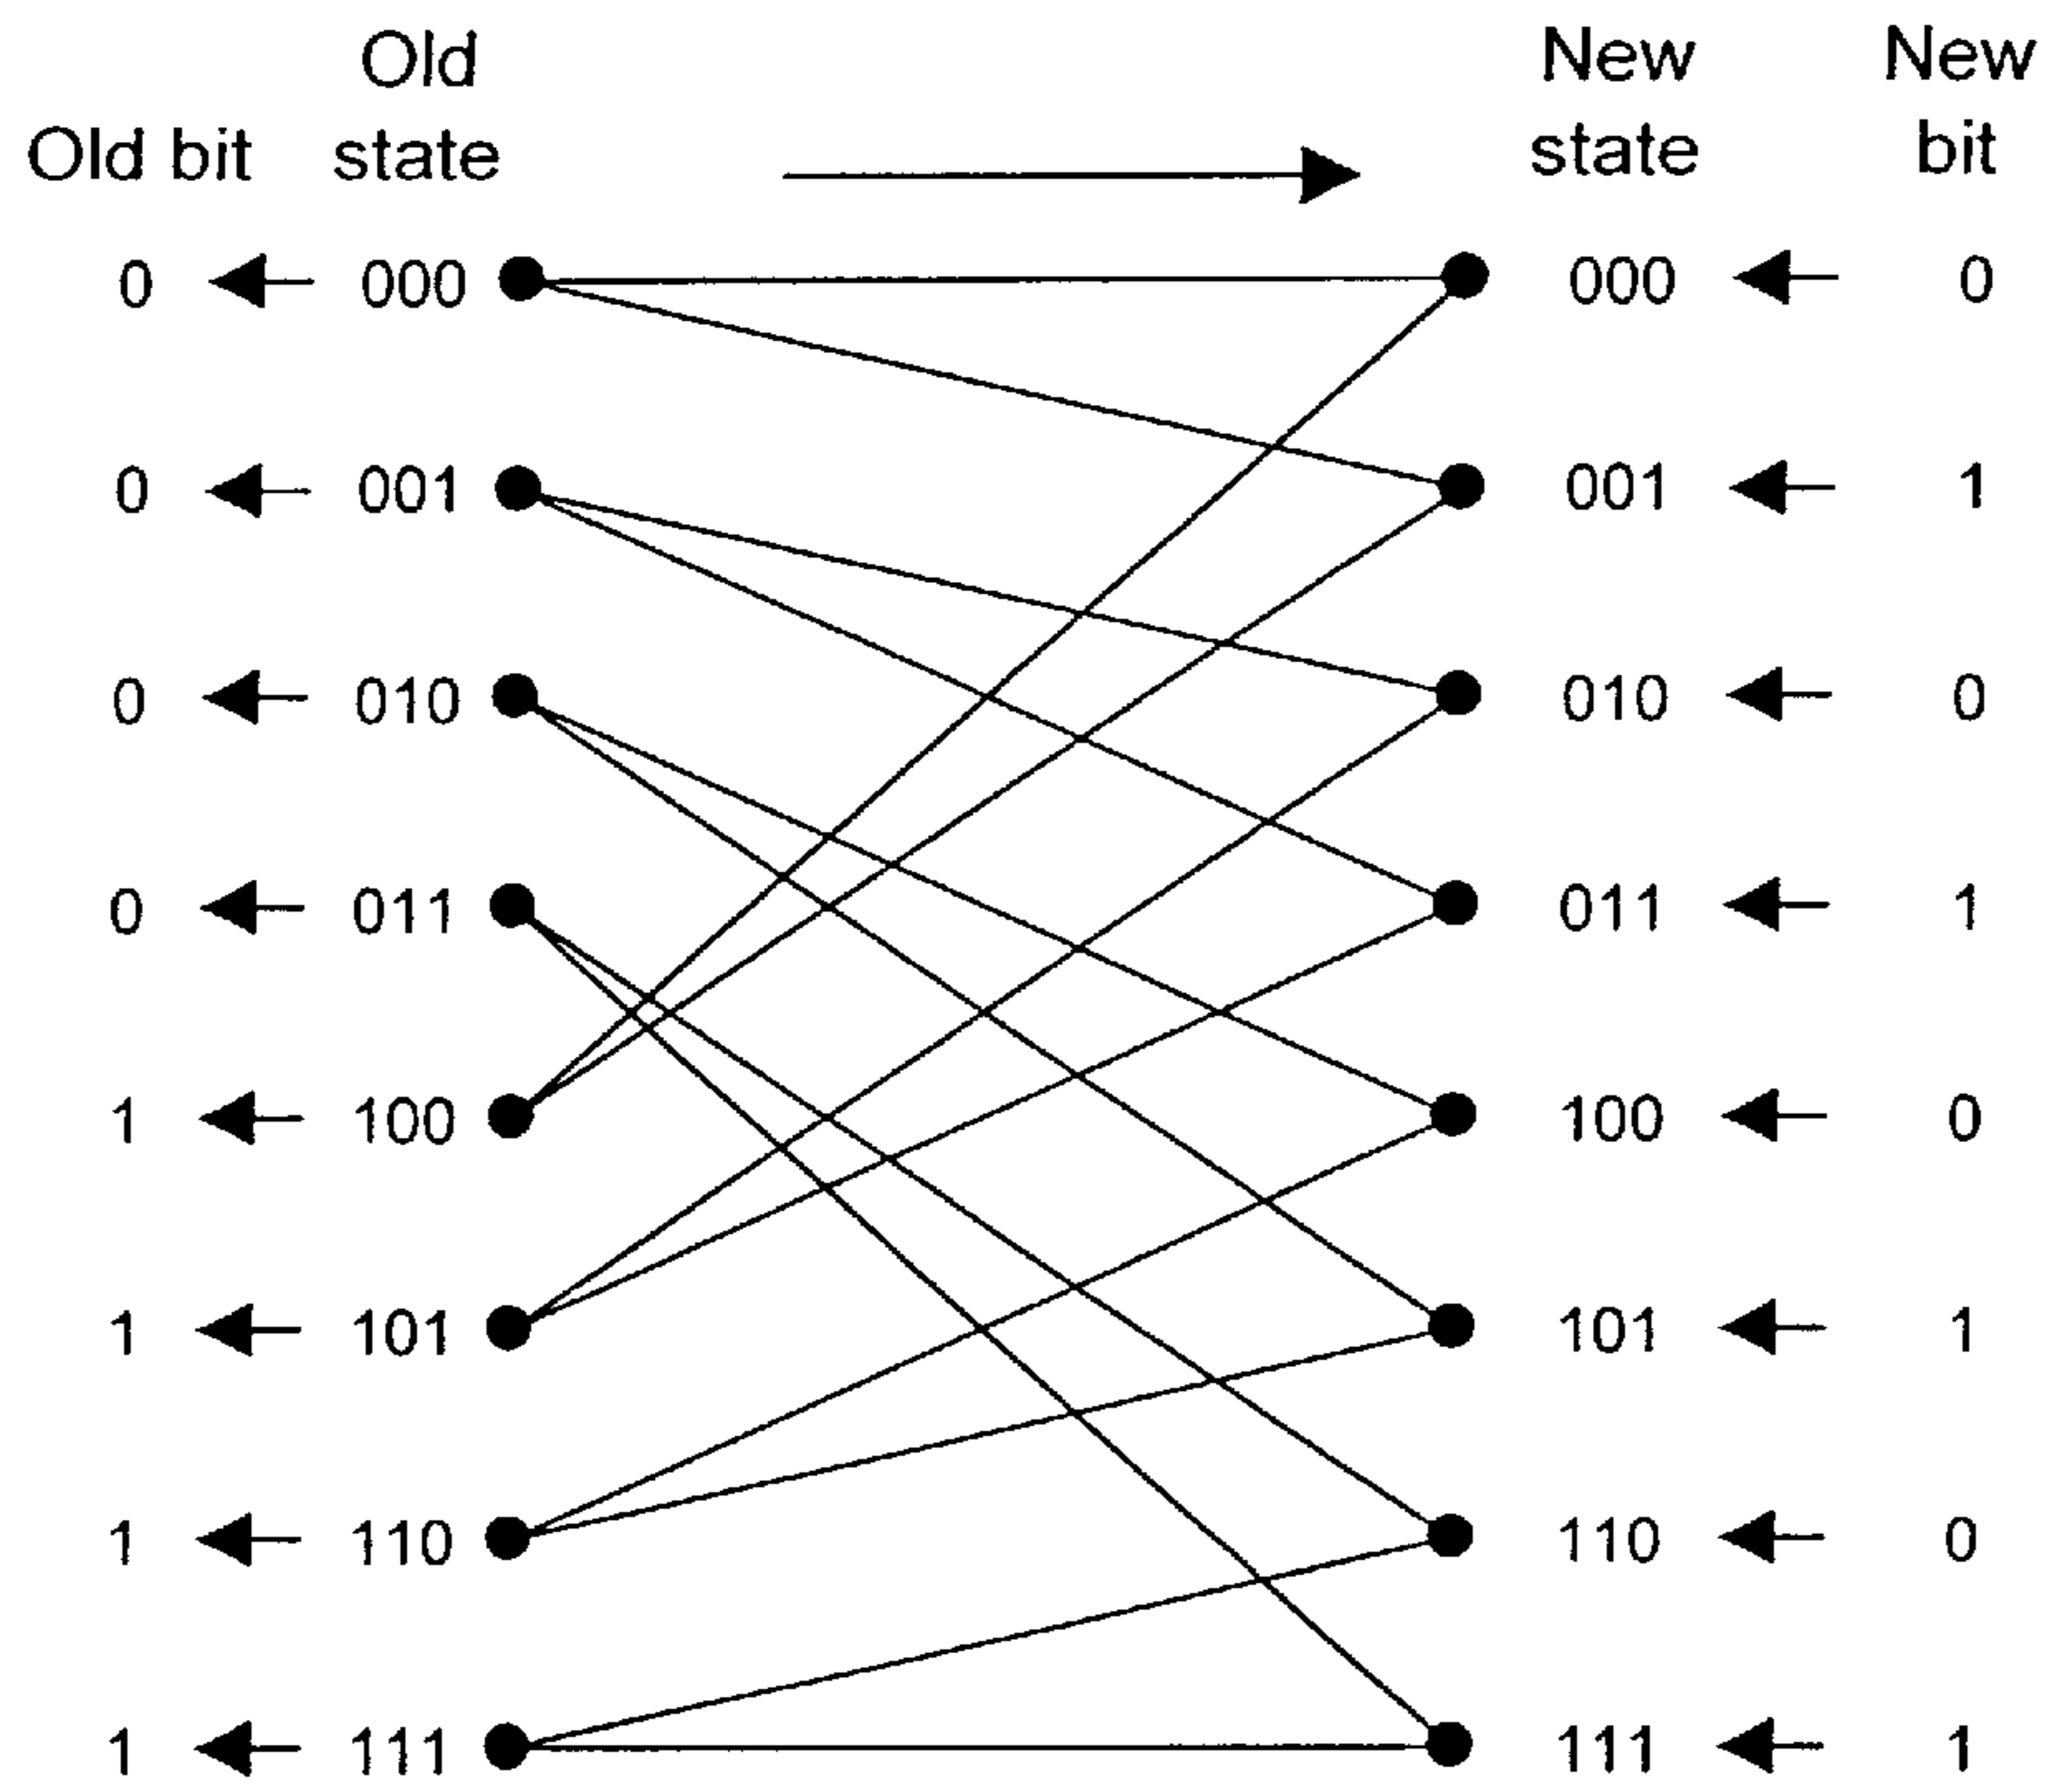 Old New New
Old bit state state bit
0 000 000 0
0 001 001 1
0 010 010 0
0 011 011 1
1 100 100 0
1 101 101 1
1 110 110 0
1 111 111 1